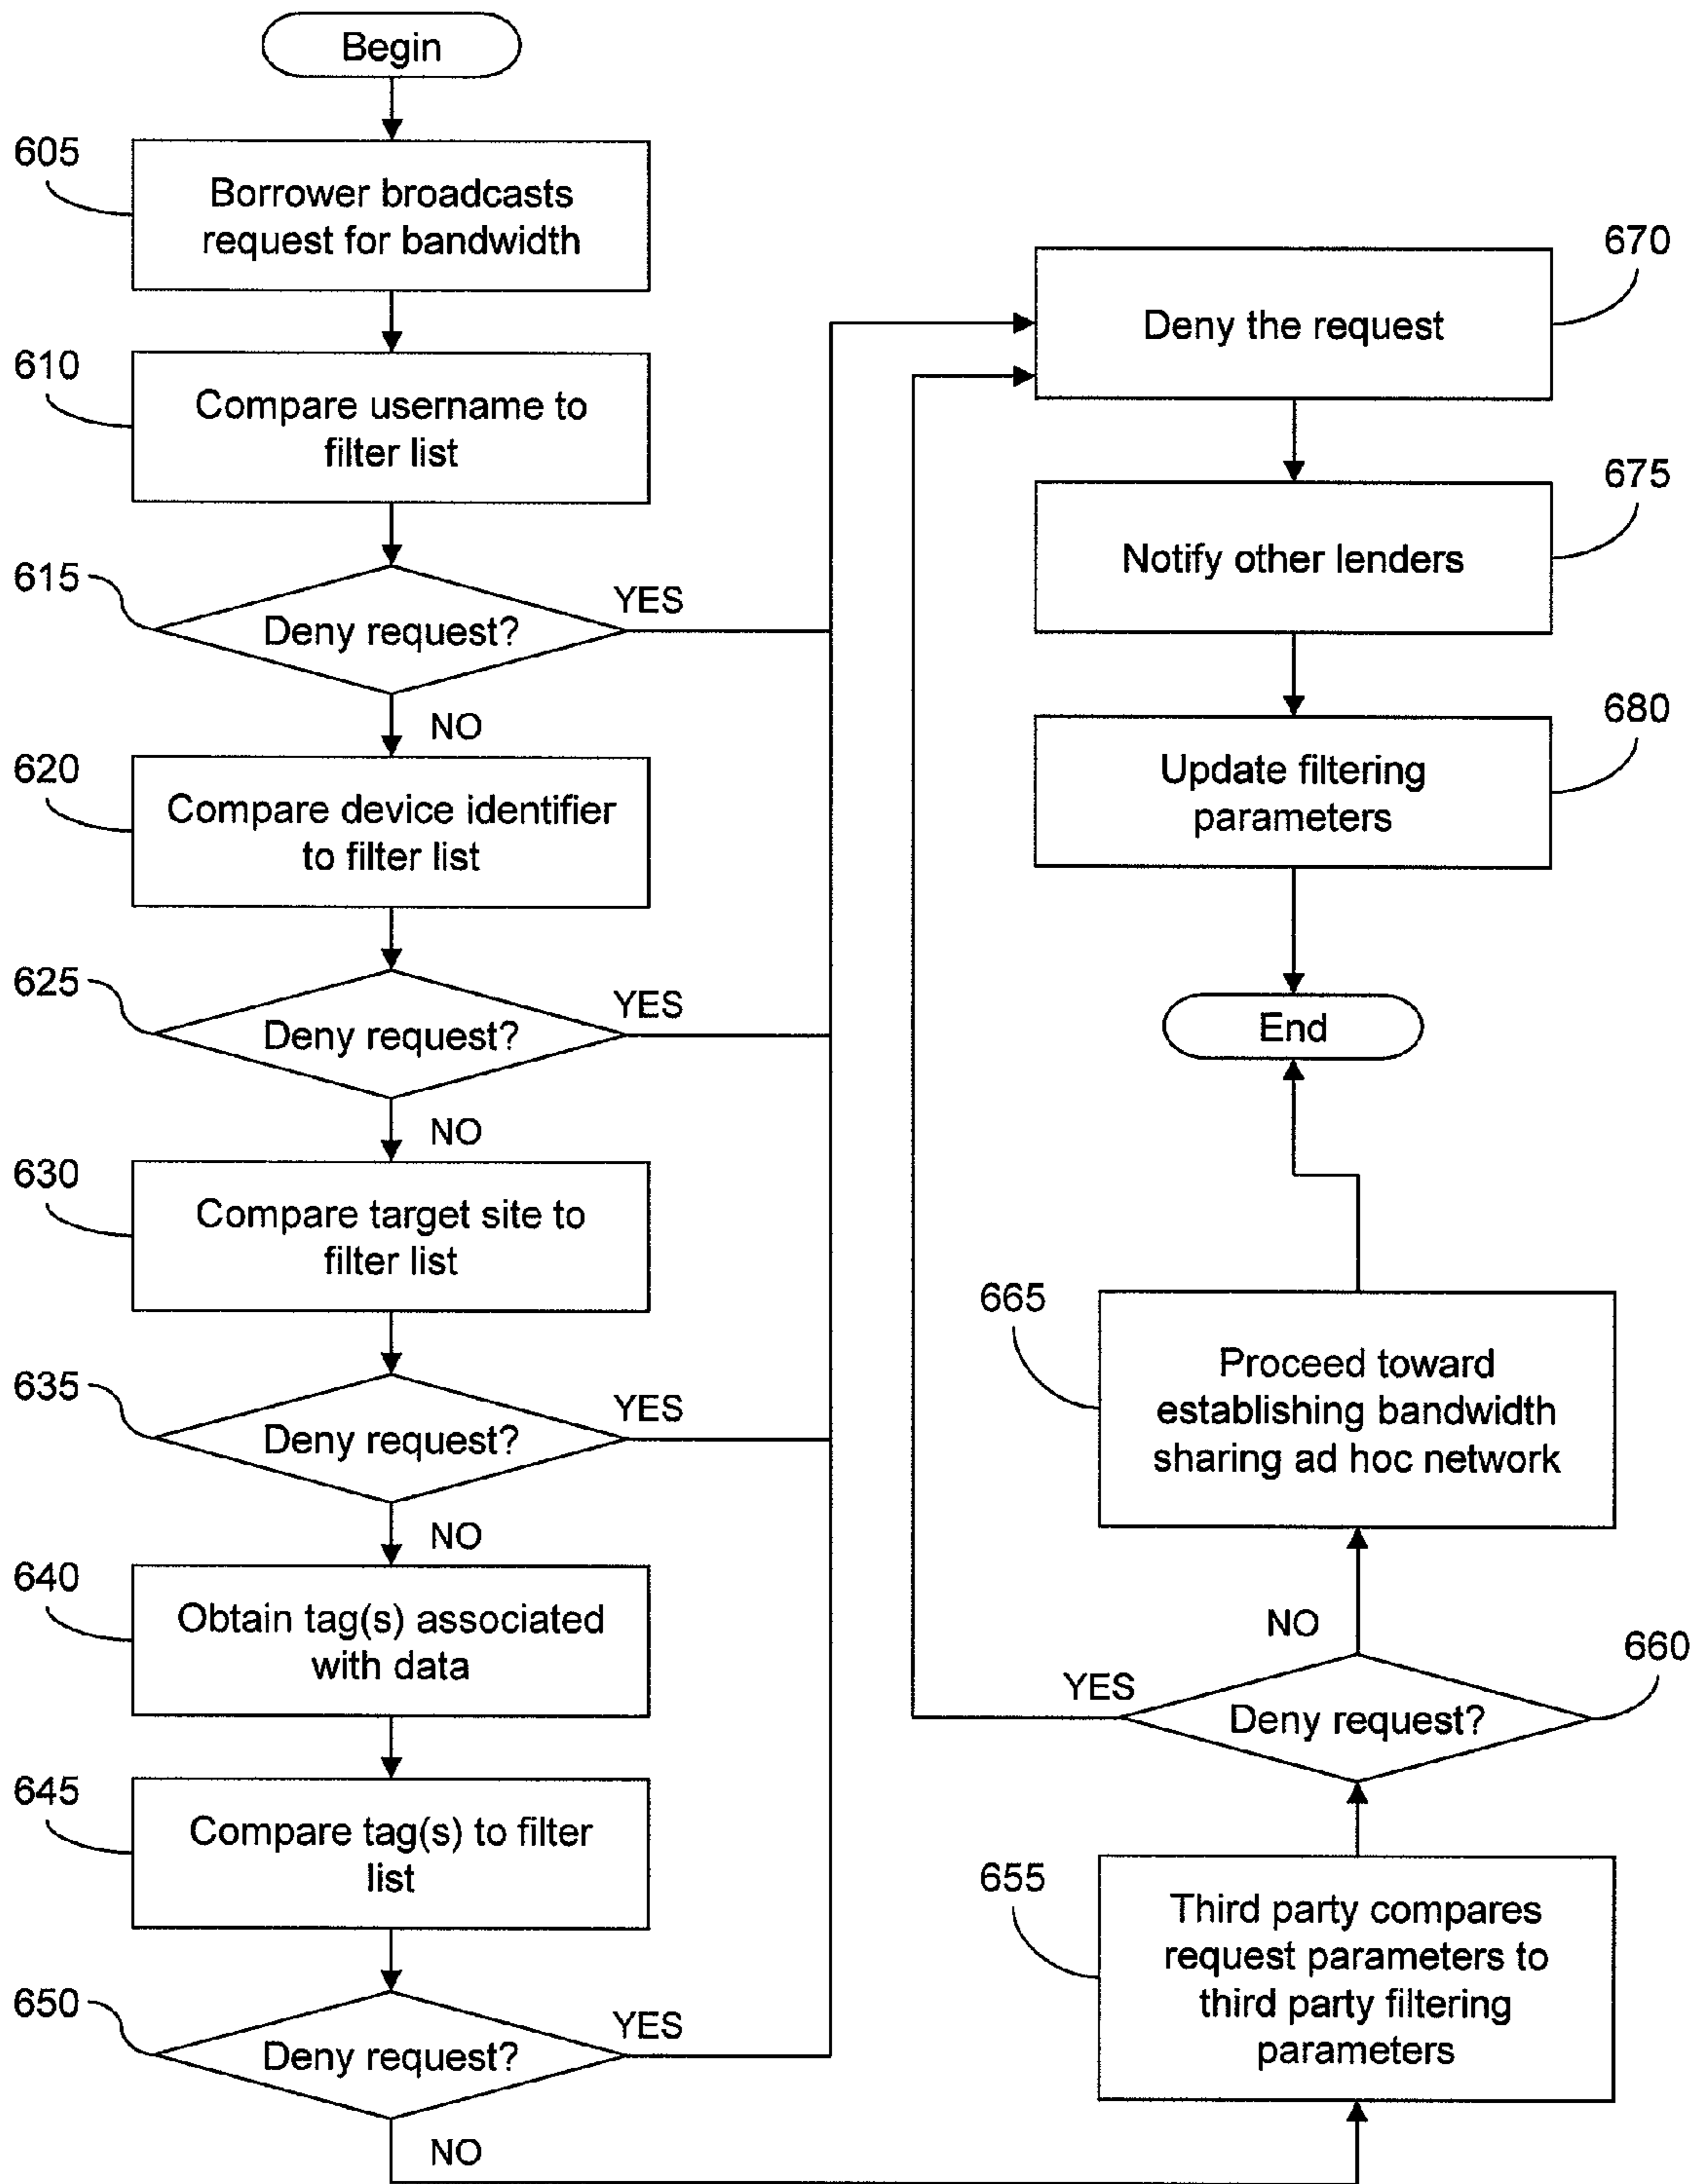 Begin
605
Borrower broadcasts
request for bandwidth
610
Compare username to
filter list
615
Deny request?
YES
NO
620
Compare device identifier
to filter list
625
Deny request?
YES
NO
630
Compare target site to
filter list
635
Deny request?
YES
NO
640
Obtain tag(s) associated
with data
645
Compare tag(s) to filter
list
650
Deny request?
YES
NO
670
Deny the request
675
Notify other lenders
680
Update filtering
parameters
End
665
Proceed toward
establishing bandwidth
sharing ad hoc network
NO
660
YES
Deny request?
655
Third party compares
request parameters to
third party filtering
parameters